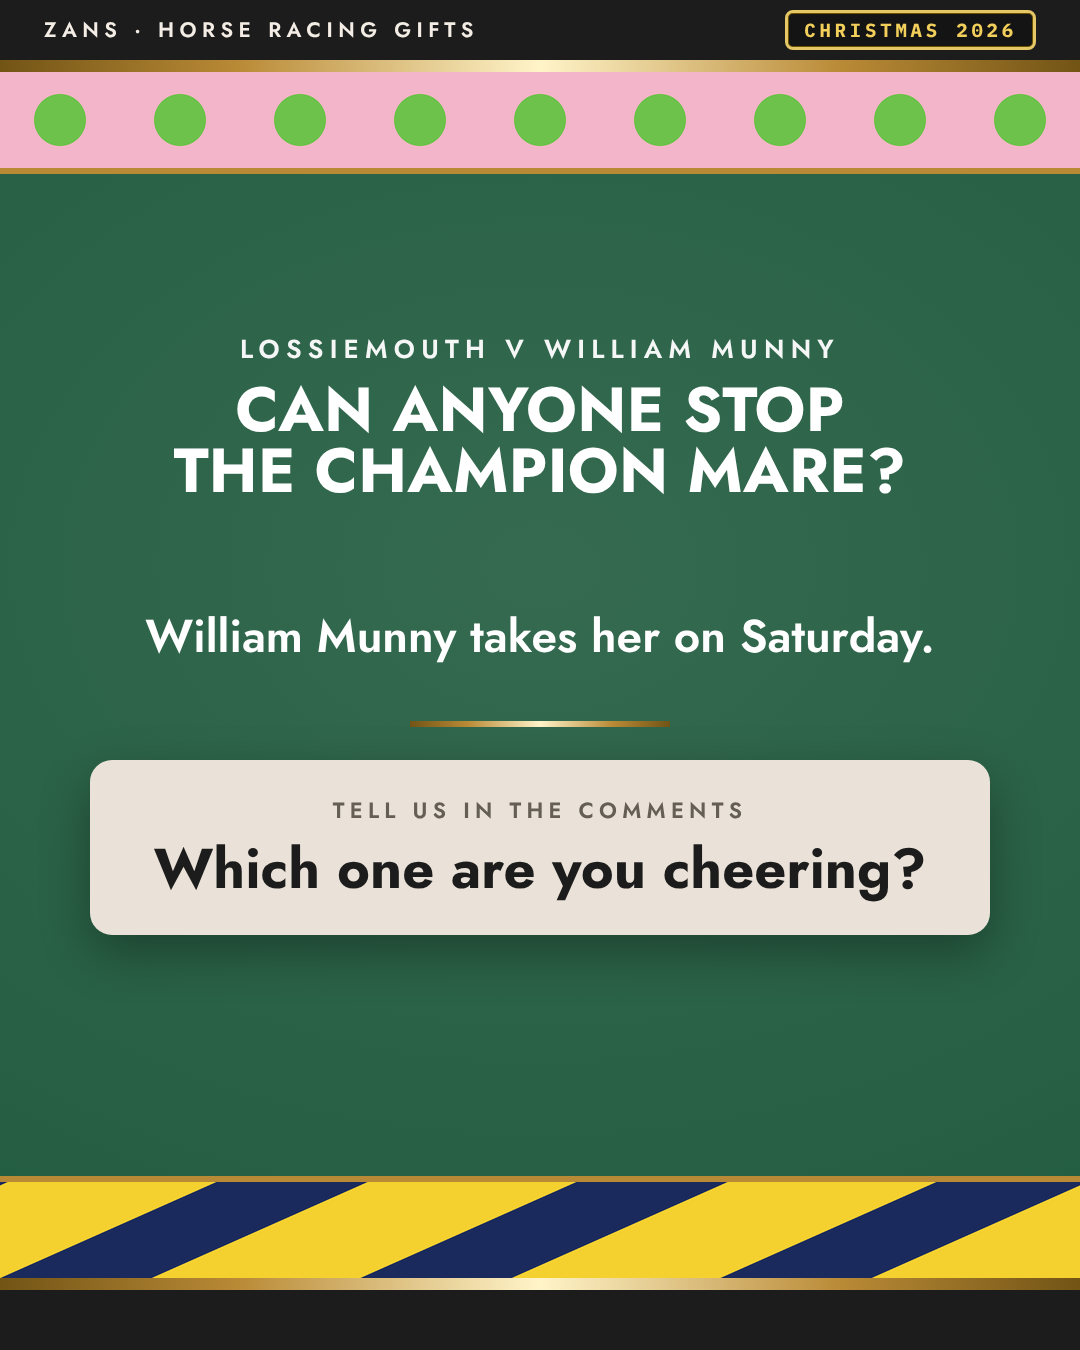 ZANS · HORSE RACING GIFTS
CHRISTMAS 2026
LOSSIEMOUTH V WILLIAM MUNNY
CAN ANYONE STOP
THE CHAMPION MARE?
William Munny takes her on Saturday.
TELL US IN THE COMMENTS
Which one are you cheering?